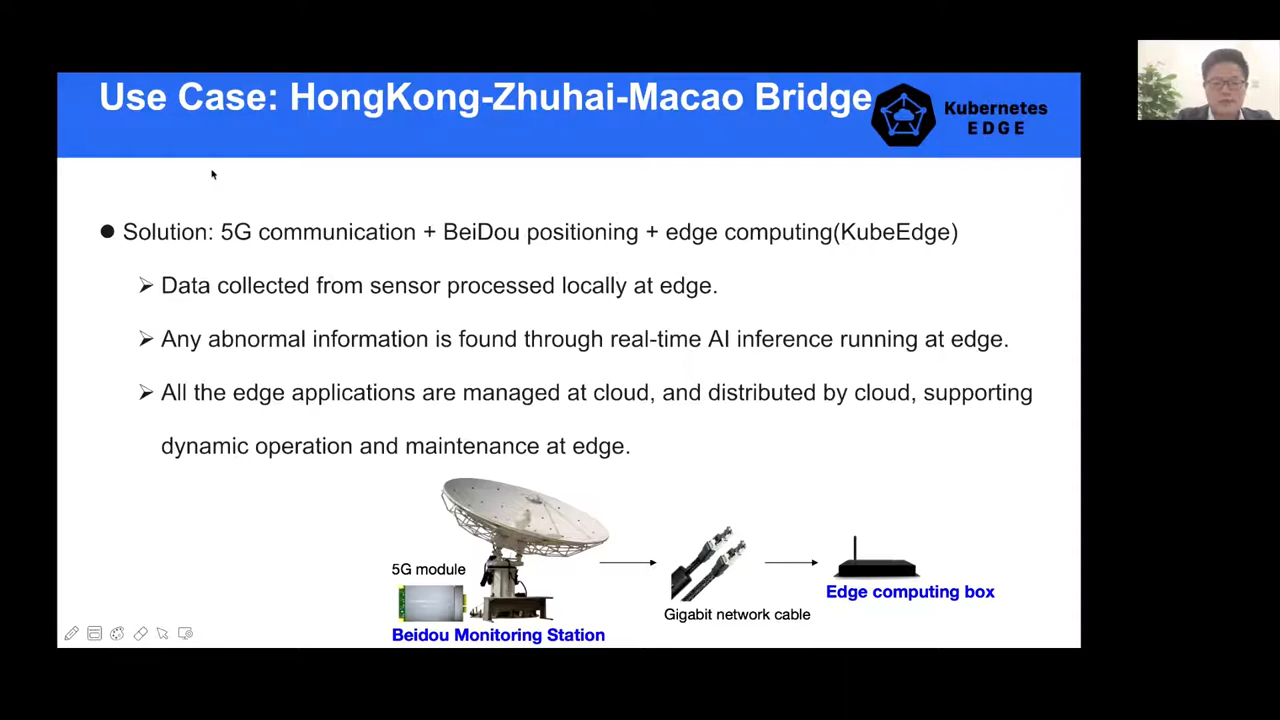 Use Case: HongKong-Zhuhai-Macao Bridge
Kubernetes
EDGE
Solution: 5G communication + BeiDou positioning + edge computing(KubeEdge)
Data collected from sensor processed locally at edge.
Any abnormal information is found through real-time AI inference running at edge.
All the edge applications are managed at cloud, and distributed by cloud, supporting
dynamic operation and maintenance at edge.
5G module
Beidou Monitoring Station
Gigabit network cable
Edge computing box